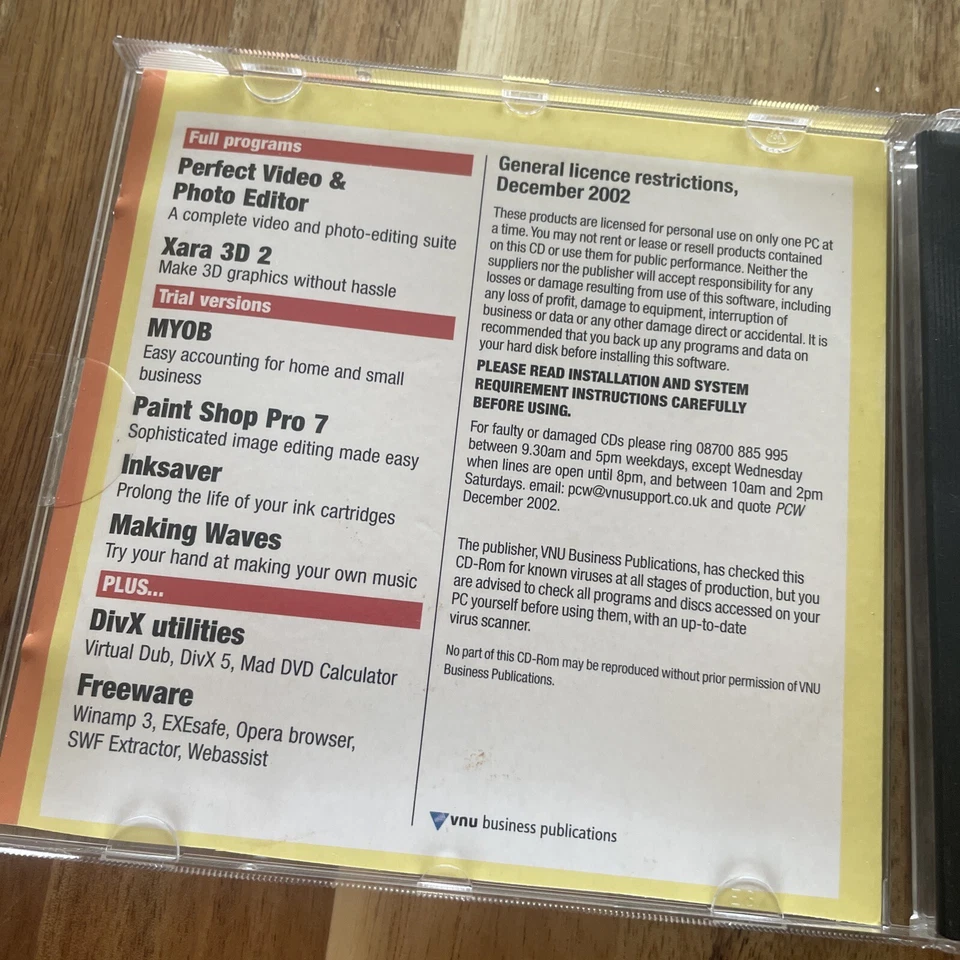 Full programs
Perfect Video &
Photo Editor
A complete video and photo-editing suite
Xara 3D 2
Make 3D graphics without hassle
Trial versions
MYOB
Easy accounting for home and small
business
Paint Shop Pro 7
Sophisticated image editing made easy
Inksaver
Prolong the life of your ink cartridges
Making Waves
Try your hand at making your own music
PLUS...
DivX utilities
Virtual Dub, DivX 5, Mad DVD Calculator
Freeware
Winamp 3, EXEsafe, Opera browser,
SWF Extractor, Webassist
General licence restrictions,
December 2002
These products are licensed for personal use on only one PC at
a time. You may not rent or lease or resell products contained
on this CD or use them for public performance. Neither the
suppliers nor the publisher will accept responsibility for any
losses or damage resulting from use of this software, including
any loss of profit, damage to equipment, interruption of
business or data or any other damage direct or accidental. It is
recommended that you back up any programs and data on
your hard disk before installing this software.
PLEASE READ INSTALLATION AND SYSTEM
REQUIREMENT INSTRUCTIONS CAREFULLY
BEFORE USING.
For faulty or damaged CDs please ring 08700 885 995
between 9.30am and 5pm weekdays, except Wednesday
when lines are open until 8pm, and between 10am and 2pm
Saturdays. email: pcw@vnusupport.co.uk and quote PCW
December 2002.
The publisher, VNU Business Publications, has checked this
CD-Rom for known viruses at all stages of production, but you
are advised to check all programs and discs accessed on your
PC yourself before using them, with an up-to-date
virus scanner.
No part of this CD-Rom may be reproduced without prior permission of VNU
Business Publications.
vnu business publications